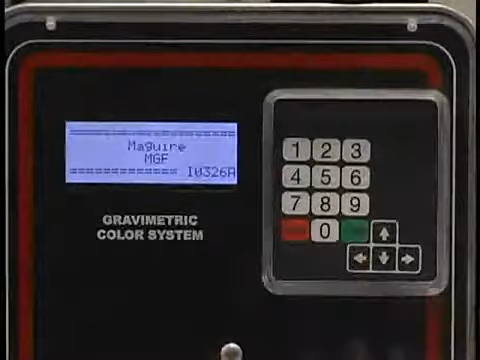 Maguire
MGF
I0326A
GRAVIMETRIC
COLOR SYSTEM
1 2 3
4 5 6
7 8 9
0